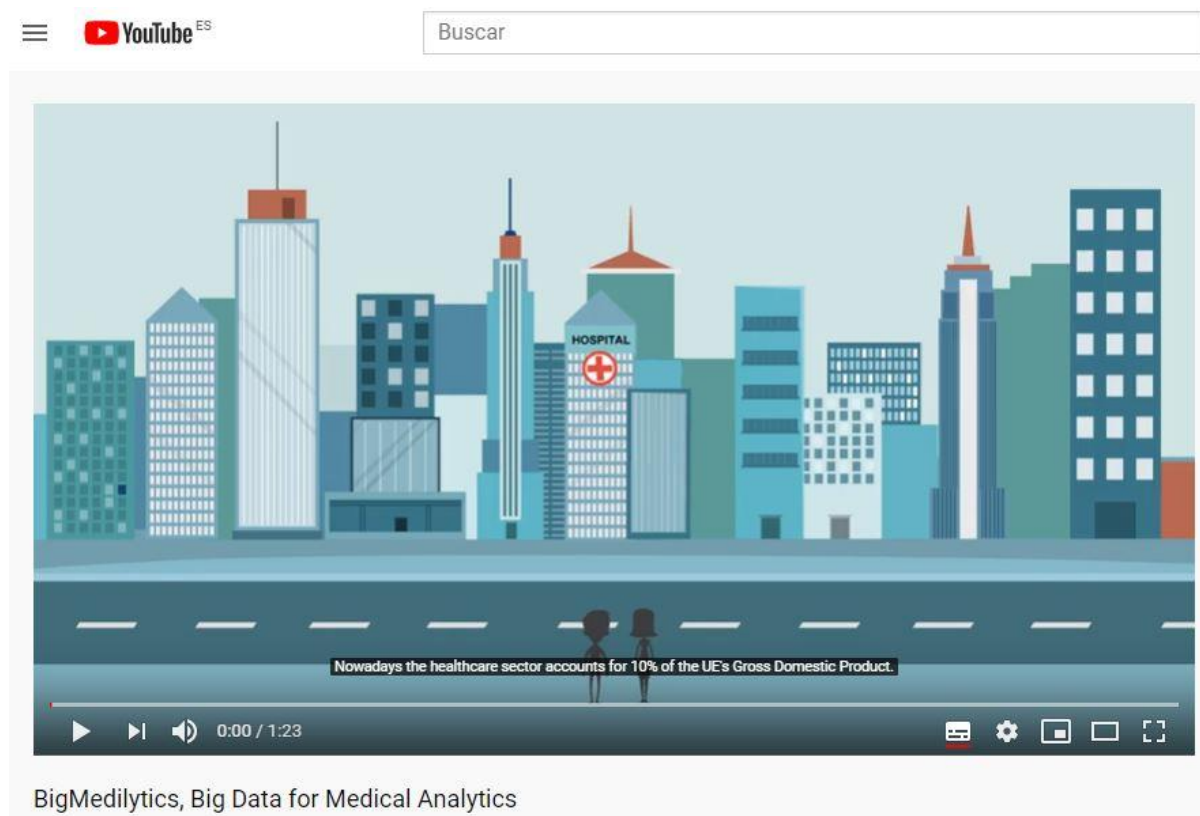 YouTube ES
Buscar
HOSPITAL
Nowadays the healthcare sector accounts for 10% of the UE's Gross Domestic Product.
0:00 / 1:23
BigMedilytics, Big Data for Medical Analytics